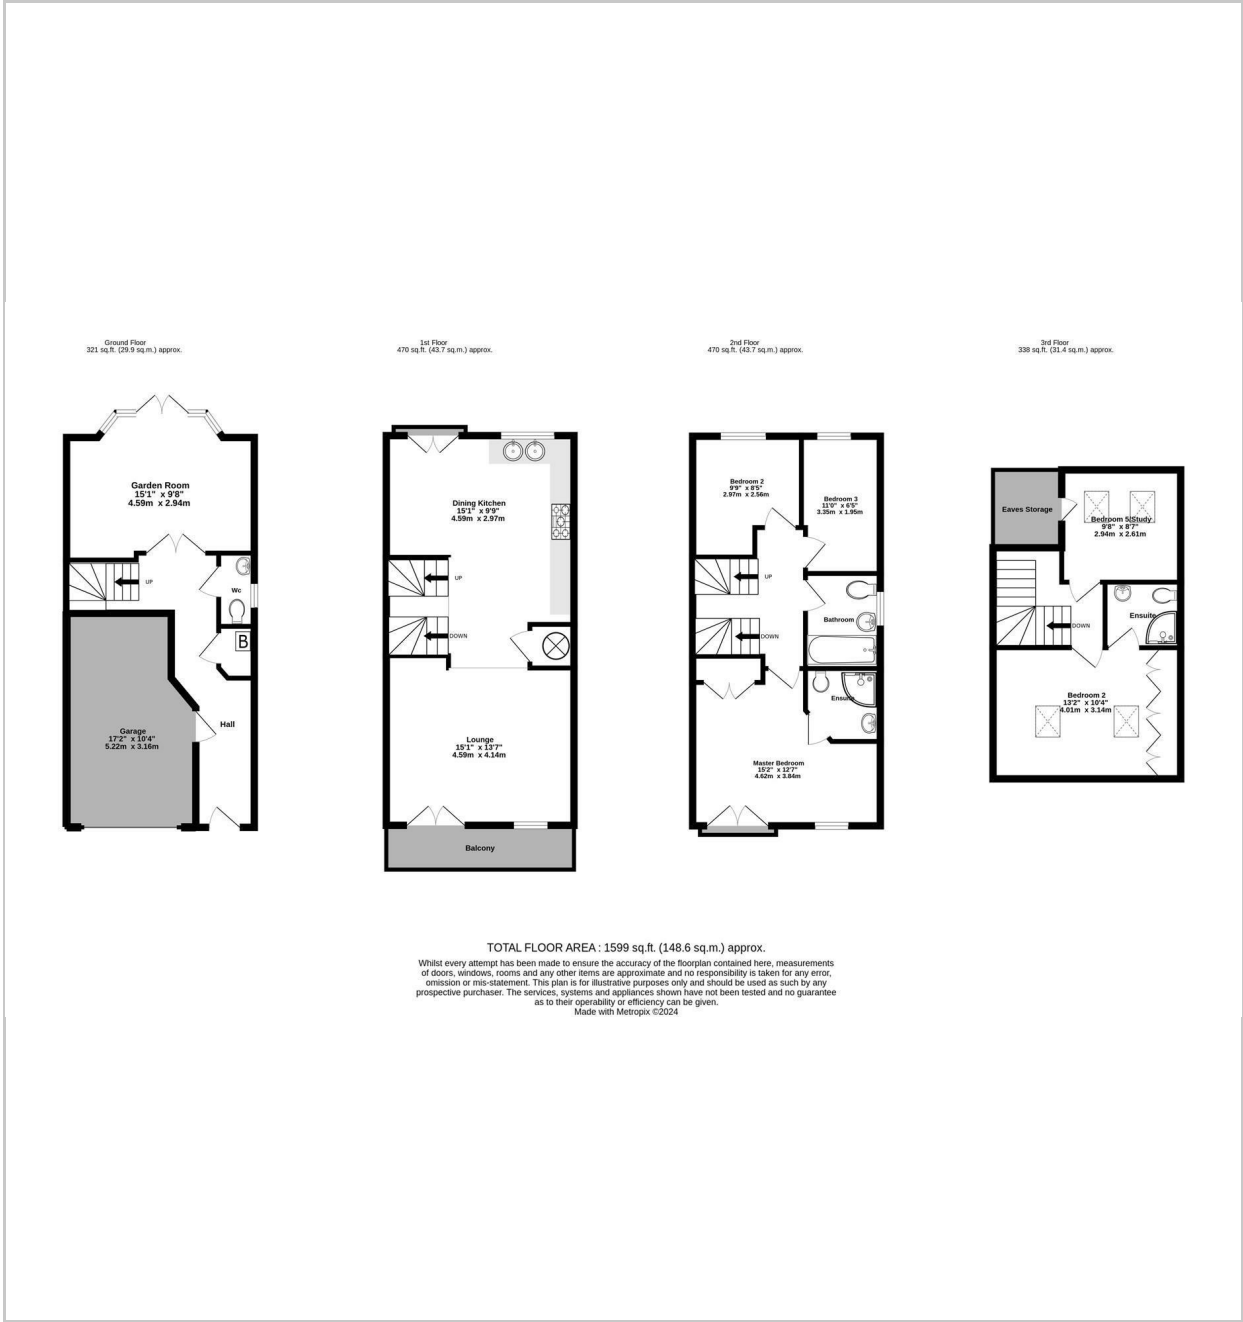 Ground Floor
321 sq.ft. (29.9 sq.m.) approx.
Garden Room
15'1" x 9'8"
4.59m x 2.94m
UP
Wc
B
Garage
17'2" x 10'4"
5.22m x 3.16m
Hall
1st Floor
470 sq.ft. (43.7 sq.m.) approx.
Dining Kitchen
15'1" x 9'9"
4.59m x 2.97m
UP
DOWN
Lounge
15'1" x 13'7"
4.59m x 4.14m
Balcony
2nd Floor
470 sq.ft. (43.7 sq.m.) approx.
Bedroom 2
9'9" x 8'5"
2.97m x 2.56m
Bedroom 3
11'0" x 6'5"
3.35m x 1.95m
UP
DOWN
Bathroom
Ensuite
Master Bedroom
15'2" x 12'7"
4.62m x 3.84m
3rd Floor
338 sq.ft. (31.4 sq.m.) approx.
Eaves Storage
Bedroom 5/Study
9'8" x 8'7"
2.94m x 2.61m
DOWN
Ensuite
Bedroom 2
13'2" x 10'4"
4.01m x 3.14m
TOTAL FLOOR AREA : 1599 sq.ft. (148.6 sq.m.) approx.
Whilst every attempt has been made to ensure the accuracy of the floorplan contained here, measurements
of doors, windows, rooms and any other items are approximate and no responsibility is taken for any error,
omission or mis-statement. This plan is for illustrative purposes only and should be used as such by any
prospective purchaser. The services, systems and appliances shown have not been tested and no guarantee
as to their operability or efficiency can be given.
Made with Metropix ©2024